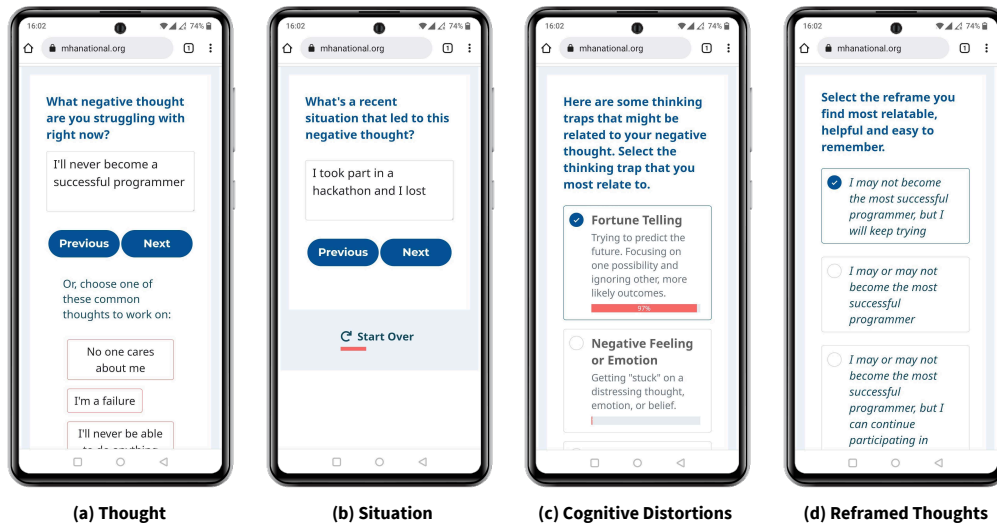 16:02
74%
mhanational.org
1
What negative thought
are you struggling with
right now?
I'll never become a
successful programmer
Previous
Next
Or, choose one of
these common
thoughts to work on:
No one cares
about me
I'm a failure
I'll never be able
to do anything
(a) Thought
16:02
74%
mhanational.org
1
What's a recent
situation that led to this
negative thought?
I took part in a
hackathon and I lost
Previous
Next
Start Over
(b) Situation
16:02
74%
mhanational.org
1
Here are some thinking
traps that might be
related to your negative
thought. Select the
thinking trap that you
most relate to.
Fortune Telling
Trying to predict the
future. Focusing on
one possibility and
ignoring other, more
likely outcomes.
97%
Negative Feeling
or Emotion
Getting "stuck" on a
distressing thought,
emotion, or belief.
(c) Cognitive Distortions
16:02
74%
mhanational.org
1
Select the reframe you
find most relatable,
helpful and easy to
remember.
I may not become
the most successful
programmer, but I
will keep trying
I may or may not
become the most
successful
programmer
I may or may not
become the most
successful
programmer, but I
can continue
participating in
(d) Reframed Thoughts